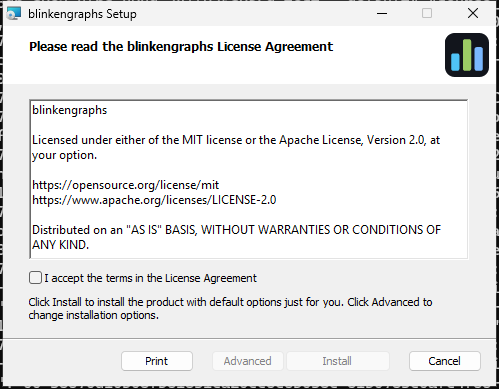 blinkengraphs Setup
Please read the blinkengraphs License Agreement
blinkengraphs
Licensed under either of the MIT license or the Apache License, Version 2.0, at
your option.
https://opensource.org/license/mit
https://www.apache.org/licenses/LICENSE-2.0
Distributed on an "AS IS" BASIS, WITHOUT WARRANTIES OR CONDITIONS OF
ANY KIND.
I accept the terms in the License Agreement
Click Install to install the product with default options just for you. Click Advanced to
change installation options.
Print
Advanced
Install
Cancel